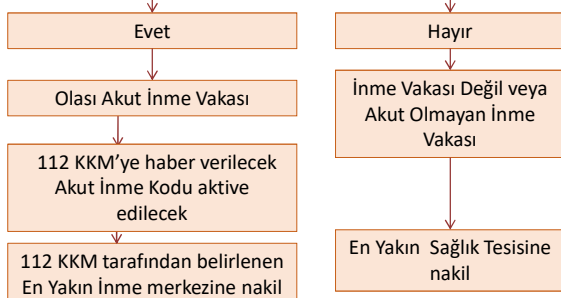 Evet
Olası Akut İnme Vakası
112 KKM’ye haber verilecek
Akut İnme Kodu aktive
edilecek
112 KKM tarafından belirlenen
En Yakın İnme merkezine nakil
Hayır
İnme Vakası Değil veya
Akut Olmayan İnme
Vakası
En Yakın  Sağlık Tesisine
nakil